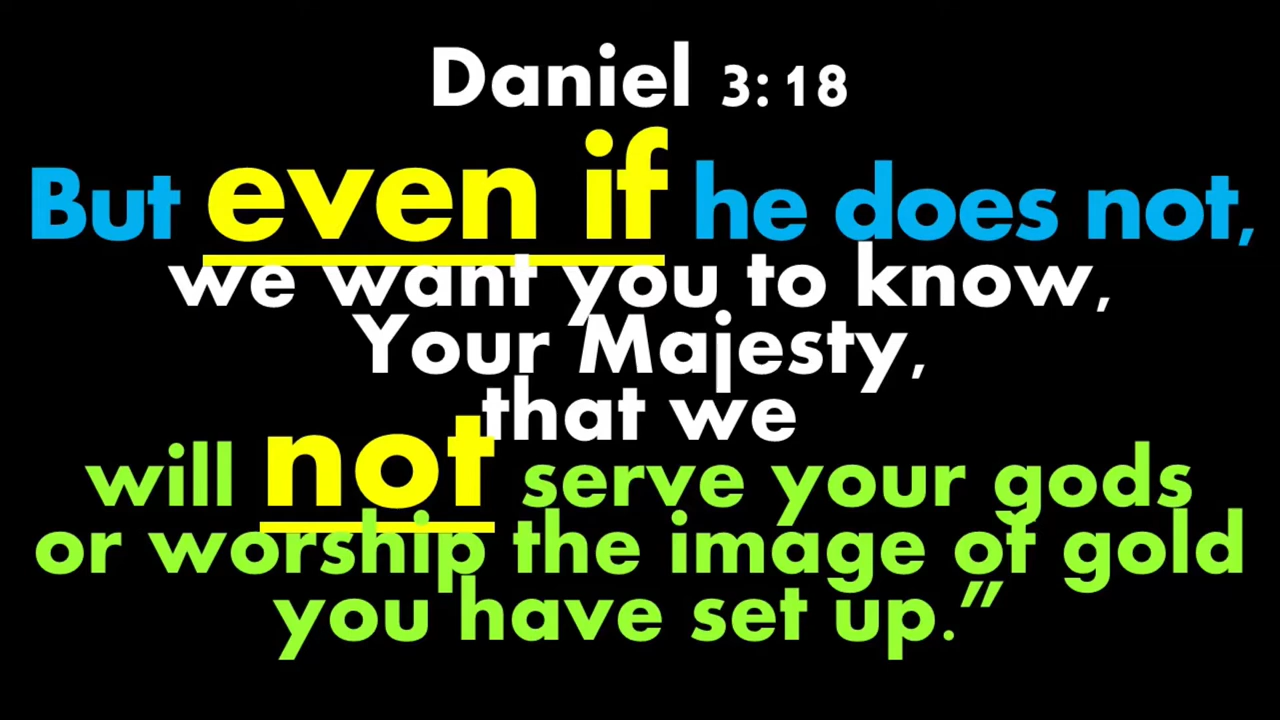 Daniel 3:18
But even if he does not,
we want you to know,
Your Majesty,
that we
will not serve your gods
or worship the image of gold
you have set up.”